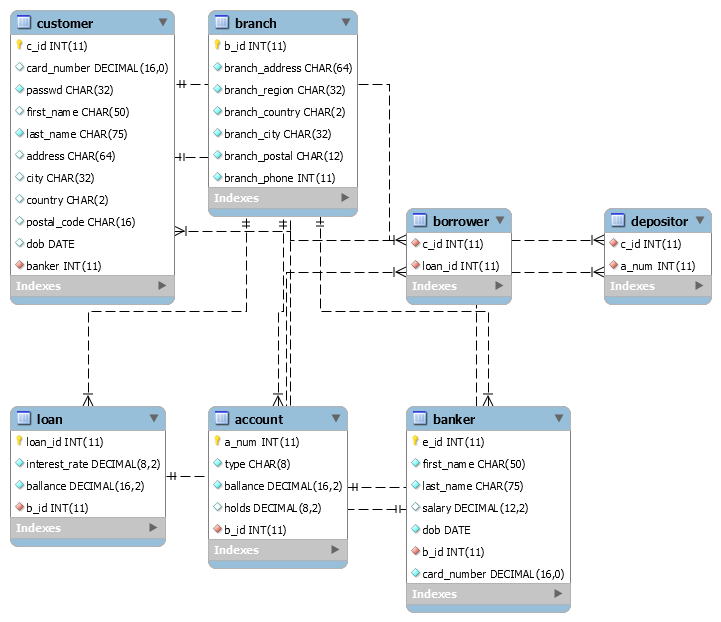 customer
c_id INT(11)
card_number DECIMAL(16,0)
passwd CHAR(32)
first_name CHAR(50)
last_name CHAR(75)
address CHAR(64)
city CHAR(32)
country CHAR(2)
postal_code CHAR(16)
dob DATE
banker INT(11)
Indexes
branch
b_id INT(11)
branch_address CHAR(64)
branch_region CHAR(32)
branch_country CHAR(2)
branch_city CHAR(32)
branch_postal CHAR(12)
branch_phone INT(11)
Indexes
borrower
c_id INT(11)
loan_id INT(11)
Indexes
depositor
c_id INT(11)
a_num INT(11)
Indexes
loan
loan_id INT(11)
interest_rate DECIMAL(8,2)
ballance DECIMAL(16,2)
b_id INT(11)
Indexes
account
a_num INT(11)
type CHAR(8)
ballance DECIMAL(16,2)
holds DECIMAL(8,2)
b_id INT(11)
Indexes
banker
e_id INT(11)
first_name CHAR(50)
last_name CHAR(75)
salary DECIMAL(12,2)
dob DATE
b_id INT(11)
card_number DECIMAL(16,0)
Indexes